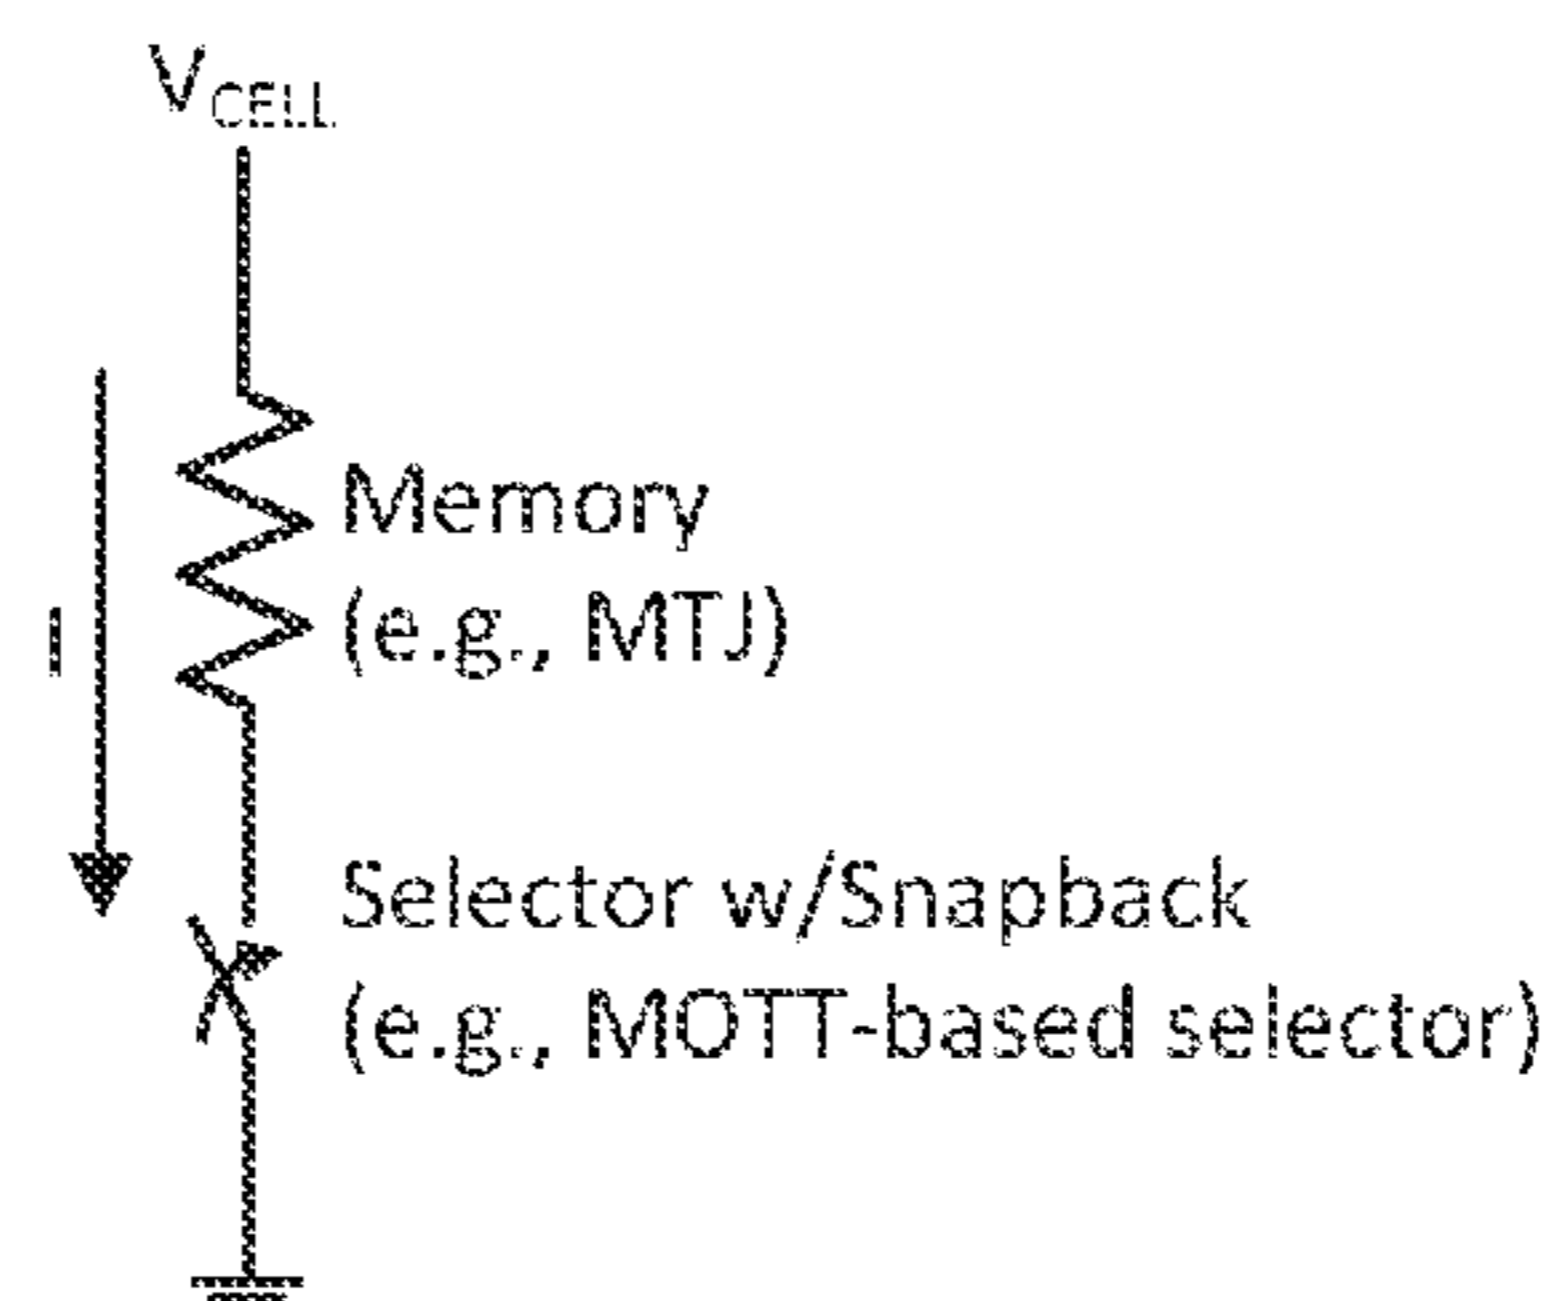 VCELL
Memory
(e.g., MTJ)
I
Selector w/Snapback
(e.g., MOTT-based selector)